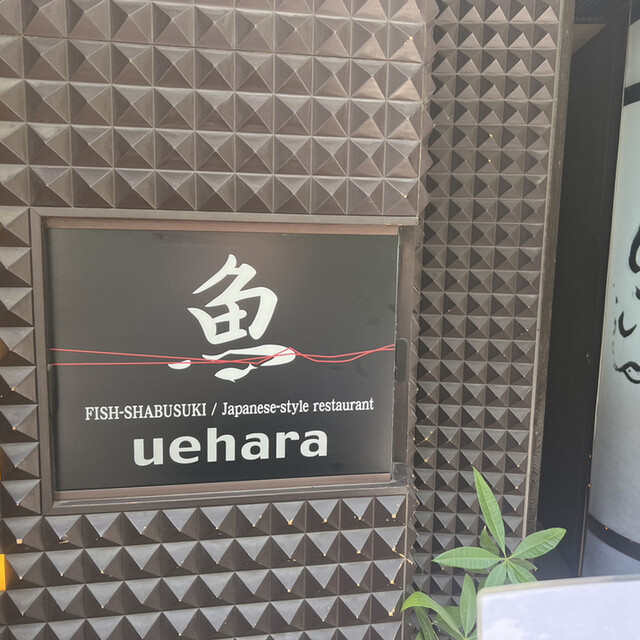 魚
FISH-SHABUSUKI / Japanese-style restaurant
uehara